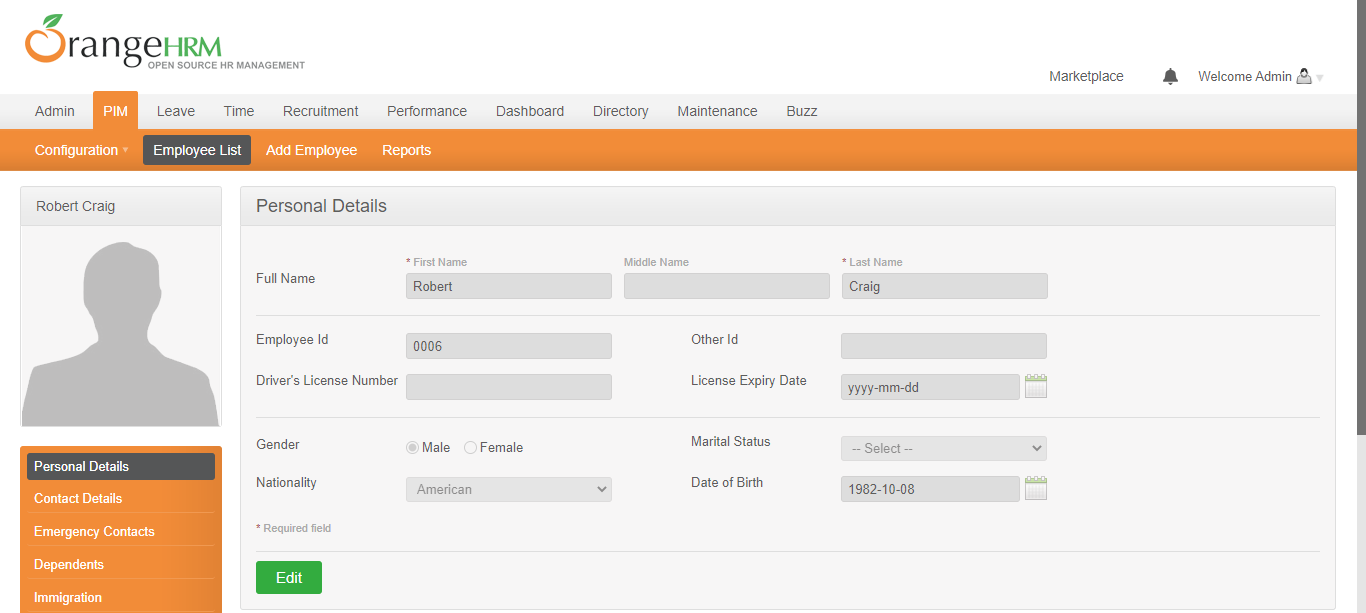 OrangeHRM
OPEN SOURCE HR MANAGEMENT
Marketplace Welcome Admin
Admin PIM Leave Time Recruitment Performance Dashboard Directory Maintenance Buzz
Configuration Employee List Add Employee Reports
Robert Craig
Personal Details
Contact Details
Emergency Contacts
Dependents
Immigration
Personal Details
* First Name Middle Name * Last Name
Full Name Robert Craig
Employee Id 0006 Other Id
Driver's License Number License Expiry Date yyyy-mm-dd
Gender Male Female Marital Status -- Select --
Nationality American Date of Birth 1982-10-08
* Required field
Edit